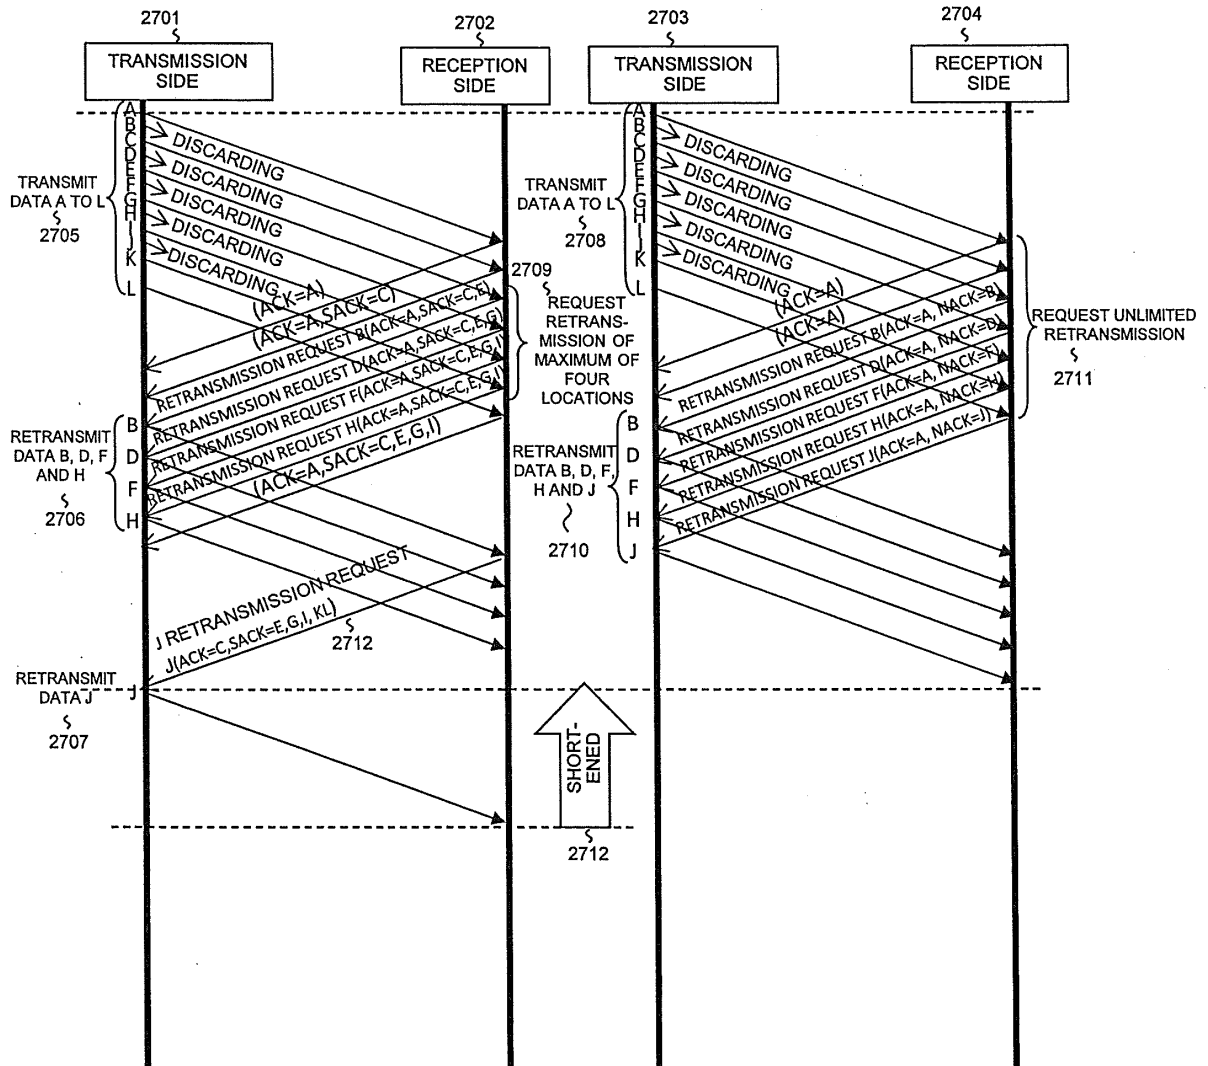 2701
2702
2703
2704
TRANSMISSION
SIDE
RECEPTION
SIDE
TRANSMISSION
SIDE
RECEPTION
SIDE
A
B
C
D
E
F
G
H
I
J
K
L
TRANSMIT
DATA A TO L
2705
DISCARDING
DISCARDING
DISCARDING
DISCARDING
DISCARDING
(ACK=A)
(ACK=A,SACK=C)
RETRANSMISSION REQUEST B(ACK=A,SACK=C,E)
RETRANSMISSION REQUEST D(ACK=A,SACK=C,E,G)
RETRANSMISSION REQUEST F(ACK=A,SACK=C,E,G,I)
RETRANSMISSION REQUEST H(ACK=A,SACK=C,E,G,I)
(ACK=A,SACK=C,E,G,I)
2709
REQUEST
RETRANS-
MISSION OF
MAXIMUM OF
FOUR
LOCATIONS
B
D
F
H
RETRANSMIT
DATA B, D, F
AND H
2706
J RETRANSMISSION REQUEST
J(ACK=C,SACK=E,G,I, KL)
2712
RETRANSMIT
DATA J
J
2707
A
B
C
D
E
F
G
H
I
J
K
L
TRANSMIT
DATA A TO L
2708
DISCARDING
DISCARDING
DISCARDING
DISCARDING
DISCARDING
(ACK=A)
(ACK=A)
RETRANSMISSION REQUEST B(ACK=A, NACK=B)
RETRANSMISSION REQUEST D(ACK=A, NACK=D)
RETRANSMISSION REQUEST F(ACK=A, NACK=F)
RETRANSMISSION REQUEST H(ACK=A, NACK=H)
RETRANSMISSION REQUEST J(ACK=A, NACK=J)
REQUEST UNLIMITED
RETRANSMISSION
2711
B
D
F
H
J
RETRANSMIT
DATA B, D, F,
H AND J
2710
SHORT-
ENED
2712